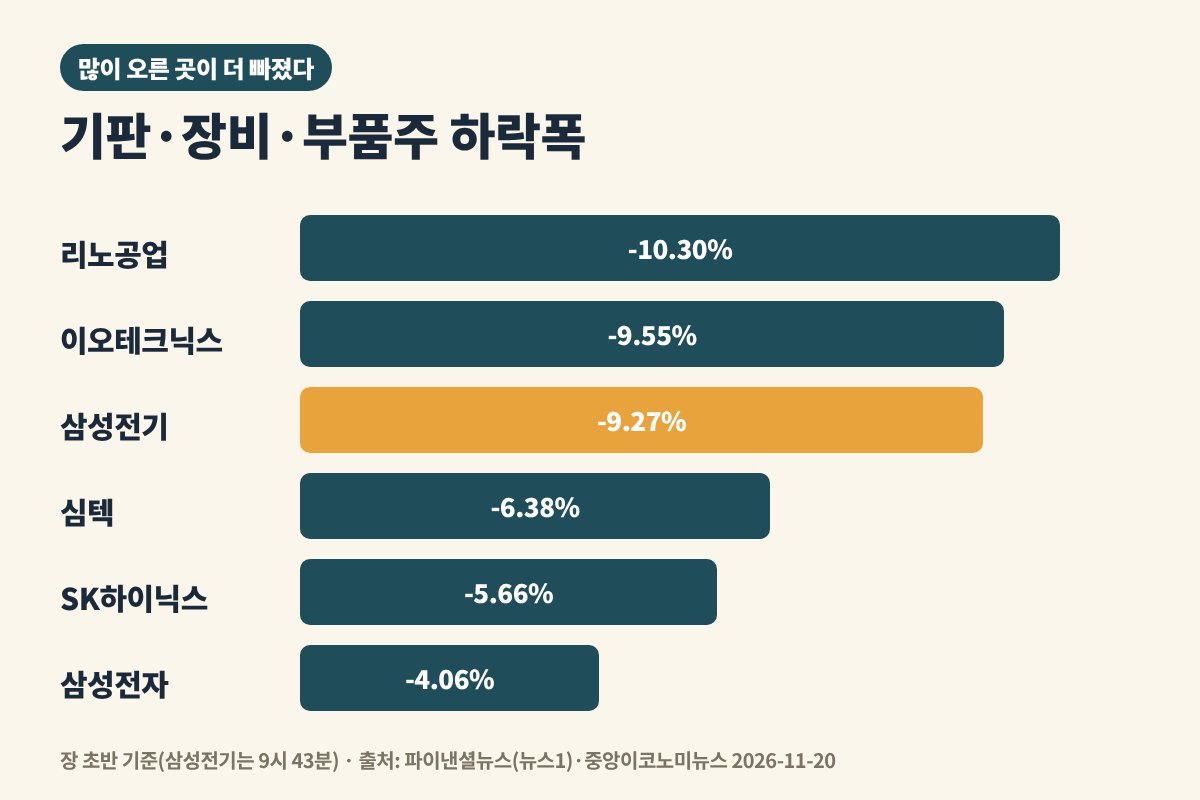 많이 오른 곳이 더 빠졌다
기판·장비·부품주 하락폭
리노공업 -10.30%
이오테크닉스 -9.55%
삼성전기 -9.27%
심텍 -6.38%
SK하이닉스 -5.66%
삼성전자 -4.06%
장 초반 기준(삼성전기는 9시 43분) · 출처: 파이낸셜뉴스(뉴스1)·중앙이코노미뉴스 2026-11-20